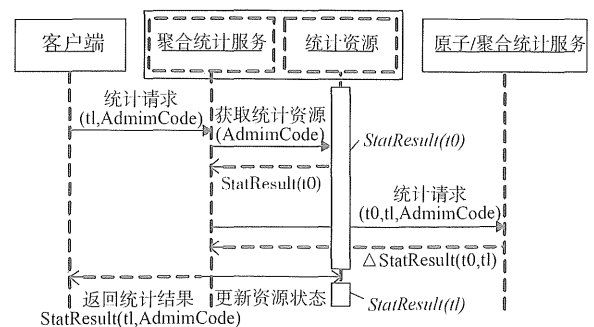 客户端
聚合统计服务
统计资源
原子/聚合统计服务
统计请求
(tl,AdmimCode)
获取统计资源
(AdmimCode)
StatResult(t0)
StatResult(t0)
统计请求
(t0,tl,AdmimCode)
△StatResult(t0,tl)
返回统计结果
StatResult(tl,AdmimCode)
更新资源状态
StatResult(tl)